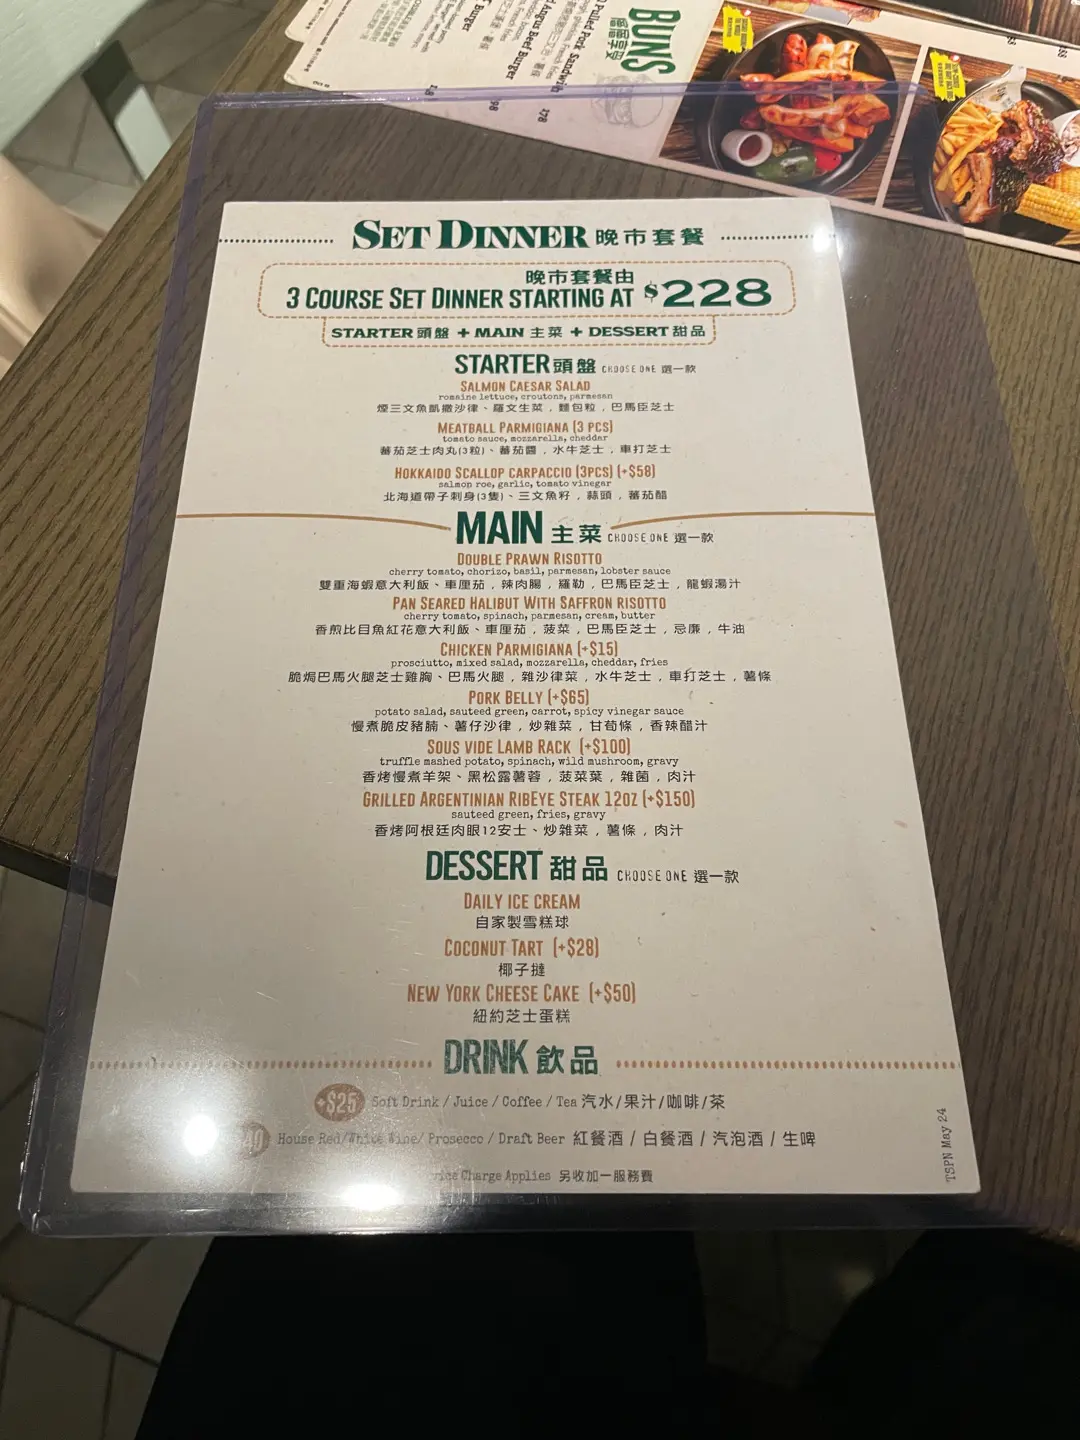 BUNS
Pulled Pork Sandwich
178
Angus Beef Burger
198
SET DINNER 晚市套餐
晚市套餐由
3 COURSE SET DINNER STARTING AT $228
STARTER 頭盤 + MAIN 主菜 + DESSERT 甜品
STARTER 頭盤 CHOOSE ONE 選一款
SALMON CAESAR SALAD
romaine lettuce, croutons, parmesan
煙三文魚凱撒沙律、羅文生菜，麵包粒，巴馬臣芝士
MEATBALL PARMIGIANA (3 PCS)
tomato sauce, mozzarella, cheddar
蕃茄芝士肉丸(3粒)、蕃茄醬，水牛芝士，車打芝士
HOKKAIDO SCALLOP CARPACCIO (3PCS) (+$58)
salmon roe, garlic, tomato vinegar
北海道帶子刺身(3隻)、三文魚籽，蒜頭，蕃茄醋
MAIN 主菜 CHOOSE ONE 選一款
DOUBLE PRAWN RISOTTO
cherry tomato, chorizo, basil, parmesan, lobster sauce
雙重海蝦意大利飯、車厘茄，辣肉腸，羅勒，巴馬臣芝士，龍蝦湯汁
PAN SEARED HALIBUT WITH SAFFRON RISOTTO
cherry tomato, spinach, parmesan, cream, butter
香煎比目魚紅花意大利飯、車厘茄，菠菜，巴馬臣芝士，忌廉，牛油
CHICKEN PARMIGIANA (+$15)
prosciutto, mixed salad, mozzarella, cheddar, fries
脆焗巴馬火腿芝士雞胸、巴馬火腿，雜沙律菜，水牛芝士，車打芝士，薯條
PORK BELLY (+$65)
potato salad, sauteed green, carrot, spicy vinegar sauce
慢煮脆皮豬腩、薯仔沙律，炒雜菜，甘荀條，香辣醋汁
SOUS VIDE LAMB RACK (+$100)
truffle mashed potato, spinach, wild mushroom, gravy
香烤慢煮羊架、黑松露薯蓉，菠菜葉，雜菌，肉汁
GRILLED ARGENTINIAN RIBEYE STEAK 12OZ (+$150)
sauteed green, fries, gravy
香烤阿根廷肉眼12安士、炒雜菜，薯條，肉汁
DESSERT 甜品 CHOOSE ONE 選一款
DAILY ICE CREAM
自家製雪糕球
COCONUT TART (+$28)
椰子撻
NEW YORK CHEESE CAKE (+$50)
紐約芝士蛋糕
DRINK 飲品
+$25 Soft Drink / Juice / Coffee / Tea 汽水/果汁/咖啡/茶
House Red/White Wine/ Prosecco / Draft Beer 紅餐酒 / 白餐酒 / 汽泡酒 / 生啤
Charge Applies 另收加一服務費
TSPN May 24